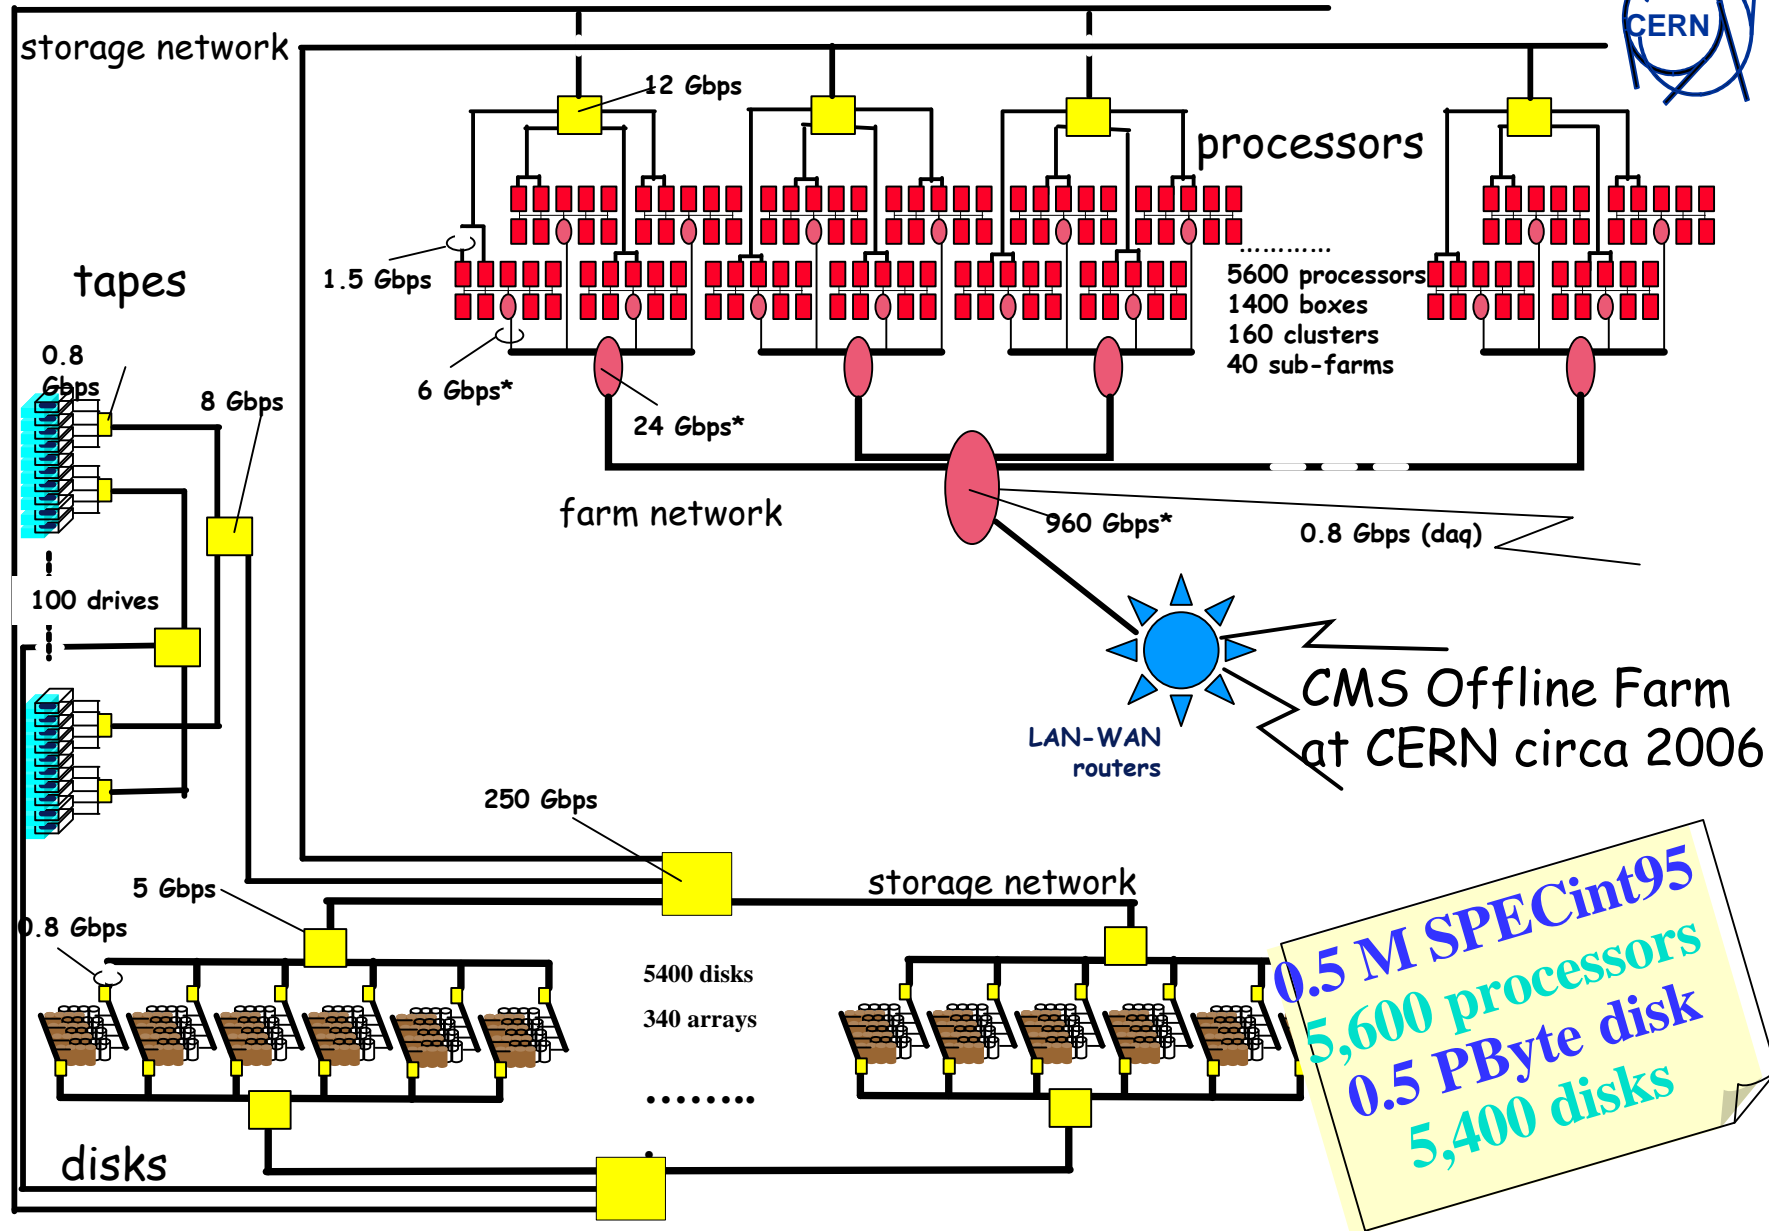 CERN
storage network
12 Gbps
processors
1.5 Gbps
tapes
…………
5600 processors
1400 boxes
160 clusters
40 sub-farms
0.8
Gbps
8 Gbps
6 Gbps*
24 Gbps*
farm network
960 Gbps*
0.8 Gbps (daq)
100 drives
CMS Offline Farm
at CERN circa 2006
LAN-WAN
routers
250 Gbps
5 Gbps
storage network
0.8 Gbps
5400 disks
340 arrays
........
disks
0.5 M SPECint95
5,600 processors
0.5 PByte disk
5,400 disks